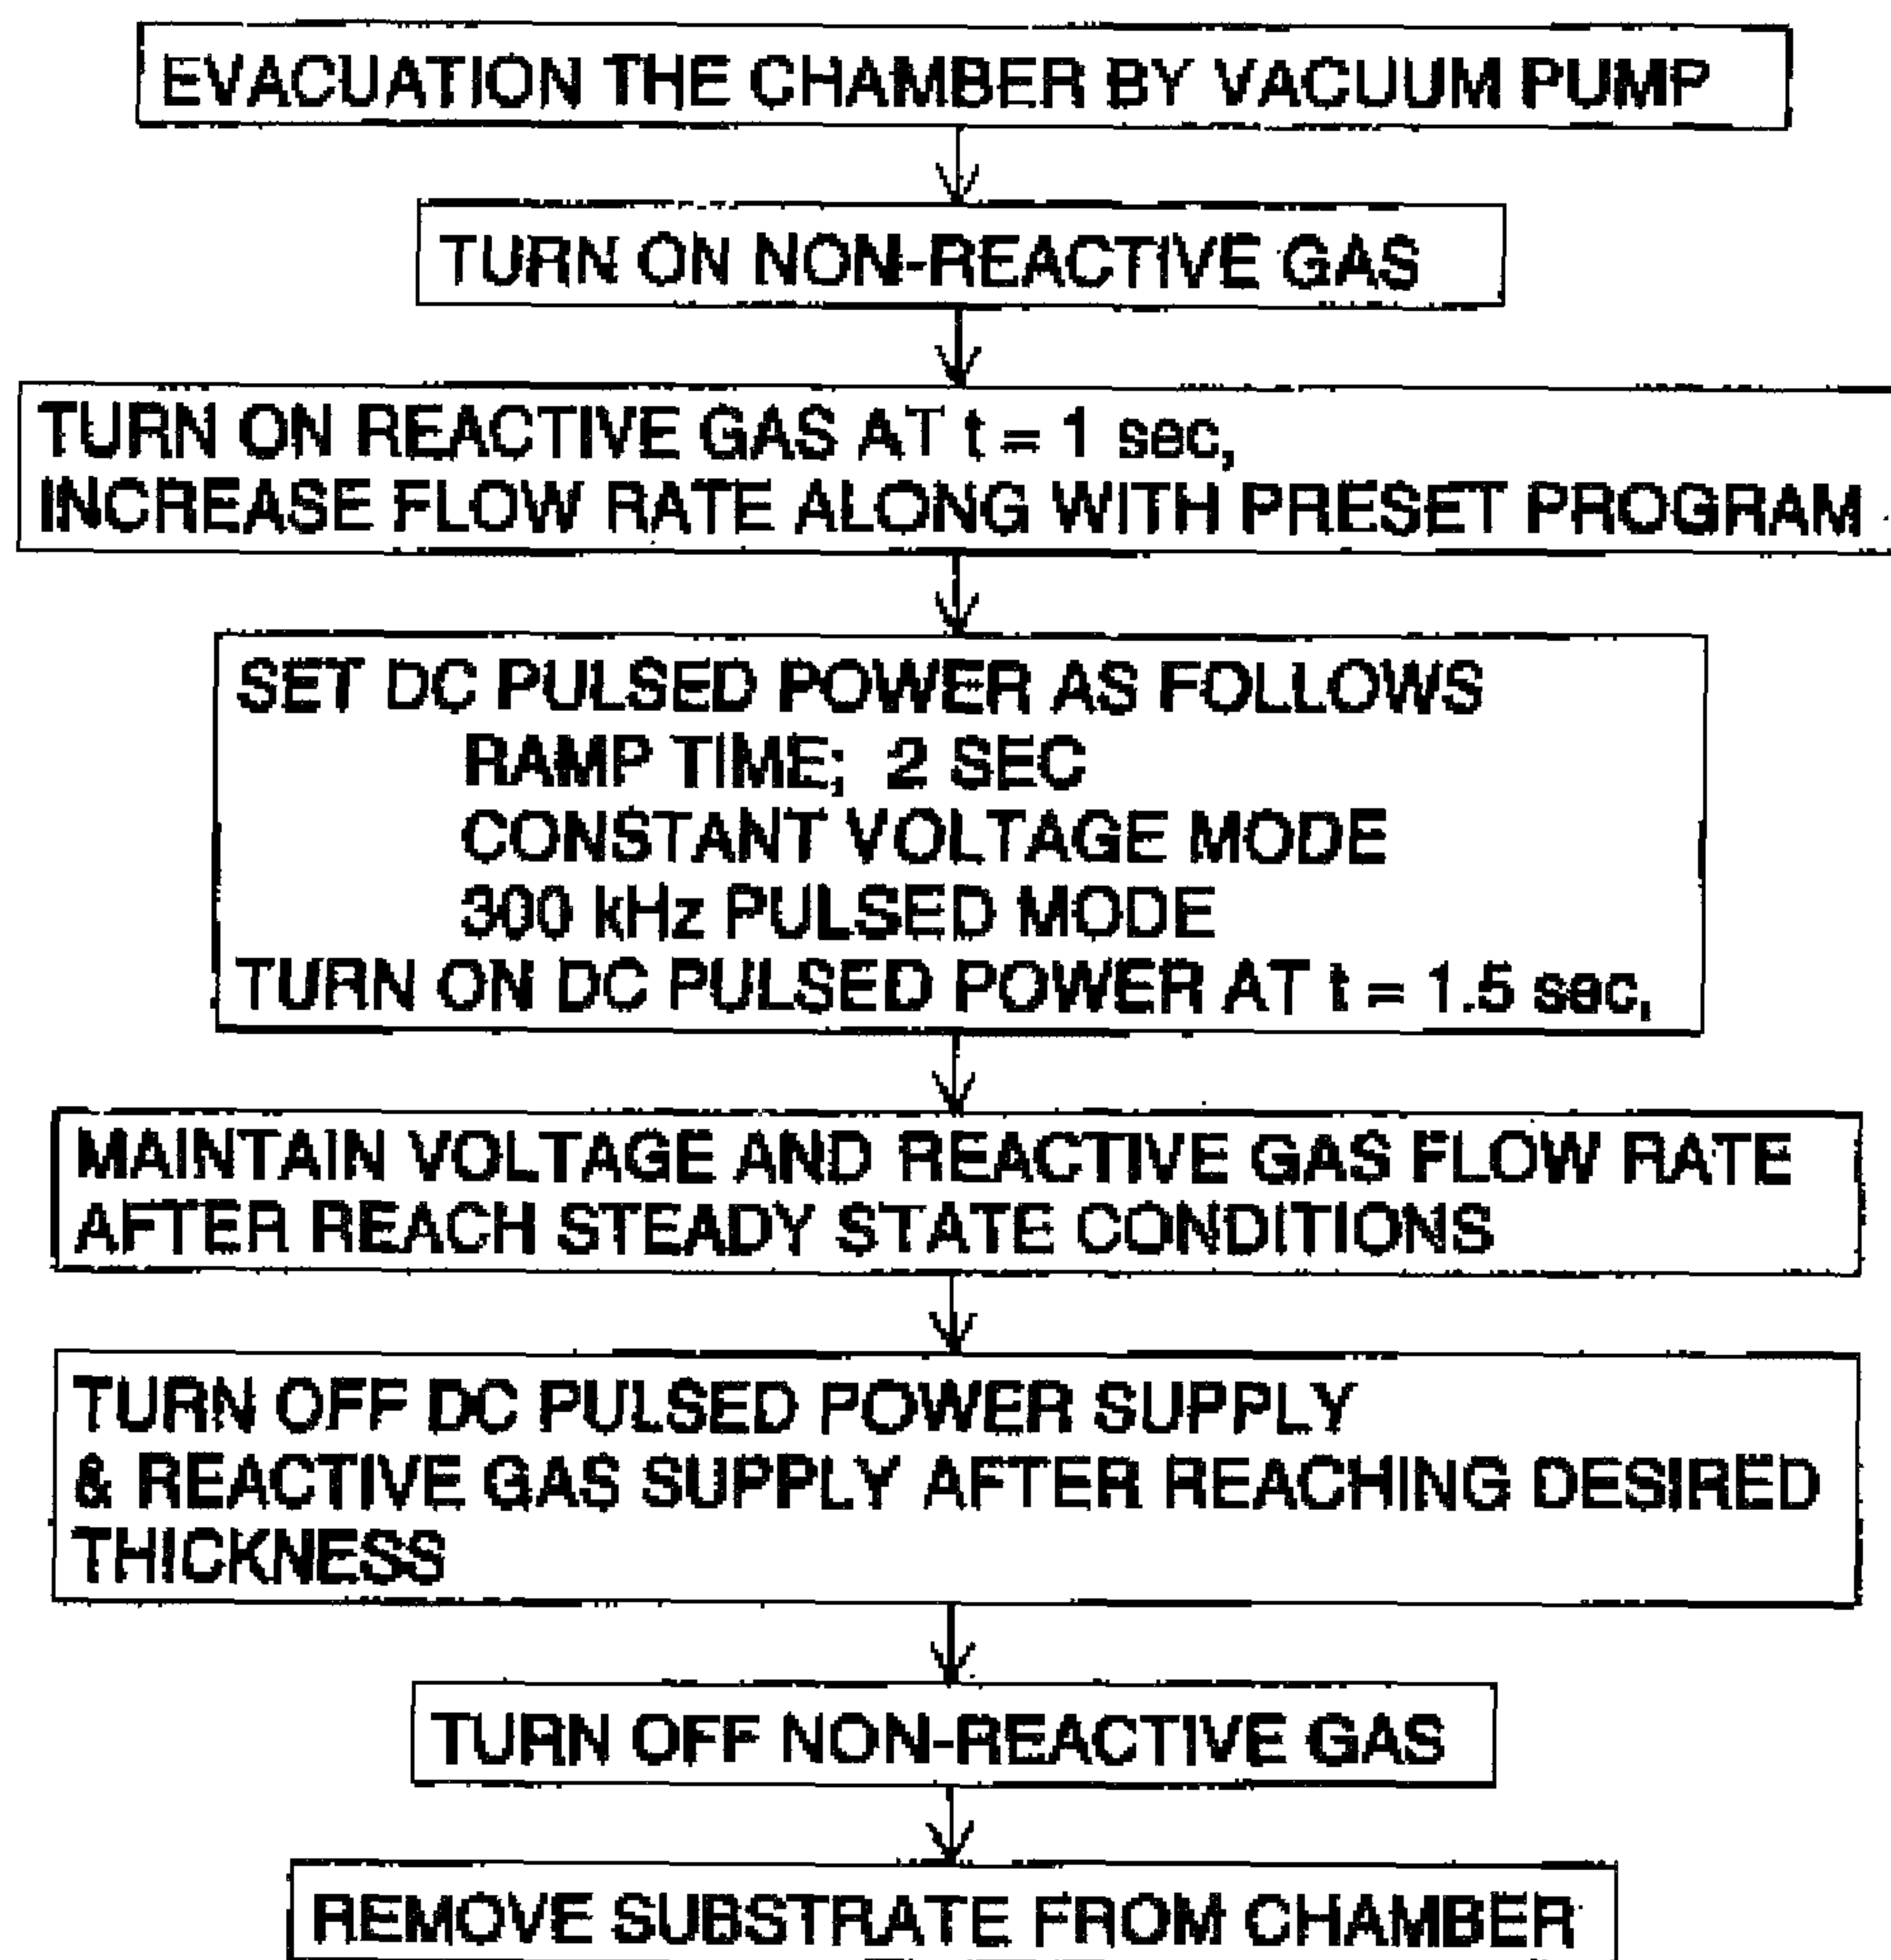 EVACUATION THE CHAMBER BY VACUUM PUMP
TURN ON NON-REACTIVE GAS
TURN ON REACTIVE GAS AT t = 1 sec,
INCREASE FLOW RATE ALONG WITH PRESET PROGRAM
SET DC PULSED POWER AS FOLLOWS
RAMP TIME; 2 SEC
CONSTANT VOLTAGE MODE
300 kHz PULSED MODE
TURN ON DC PULSED POWER AT t = 1.5 sec,
MAINTAIN VOLTAGE AND REACTIVE GAS FLOW RATE
AFTER REACH STEADY STATE CONDITIONS
TURN OFF DC PULSED POWER SUPPLY
& REACTIVE GAS SUPPLY AFTER REACHING DESIRED
THICKNESS
TURN OFF NON-REACTIVE GAS
REMOVE SUBSTRATE FROM CHAMBER